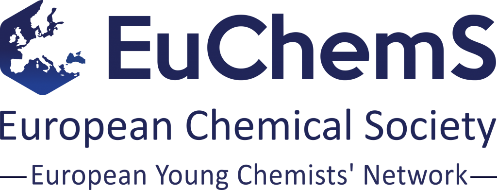 EuChemS
European Chemical Society
European Young Chemists' Network